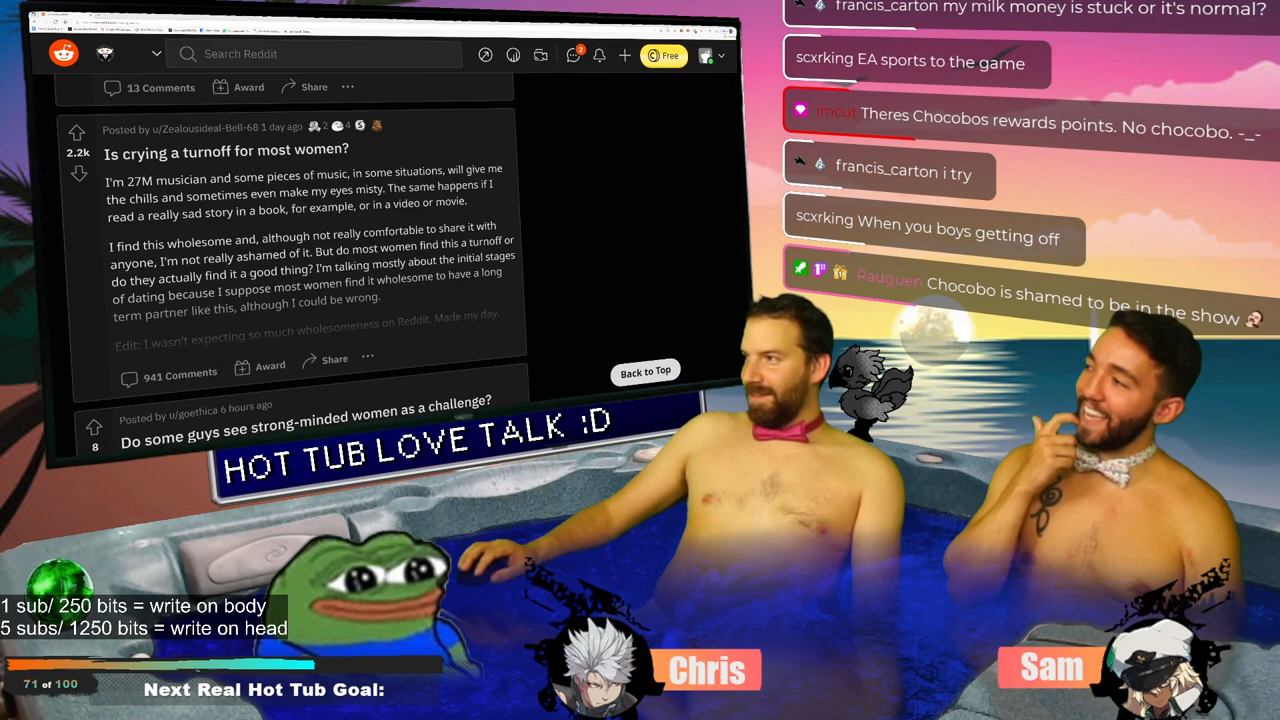 Search Reddit
2
Free
13 Comments
Award
Share
Posted by u/Zealousideal-Bell-68 1 day ago
2
4
S
2.2k
Is crying a turnoff for most women?
I'm 27M musician and some pieces of music, in some situations, will give me
the chills and sometimes even make my eyes misty. The same happens if I
read a really sad story in a book, for example, or in a video or movie.
I find this wholesome and, although not really comfortable to share it with
anyone, I'm not really ashamed of it. But do most women find this a turnoff or
do they actually find it a good thing? I'm talking mostly about the initial stages
of dating because I suppose most women find it wholesome to have a long
term partner like this, although I could be wrong.
Edit: I wasn't expecting so much wholesomeness on Reddit. Made my day.
941 Comments
Award
Share
Back to Top
Posted by u/goethica 6 hours ago
8
Do some guys see strong-minded women as a challenge?
HOT TUB LOVE TALK :D
francis_carton my milk money is stuck or it's normal?
scxrking EA sports to the game
imcut Theres Chocobos rewards points. No chocobo. -_-
francis_carton i try
scxrking When you boys getting off
1ST
Rauguen Chocobo is shamed to be in the show
1 sub/ 250 bits = write on body
5 subs/ 1250 bits = write on head
71 of 100
Next Real Hot Tub Goal:
Chris
Sam